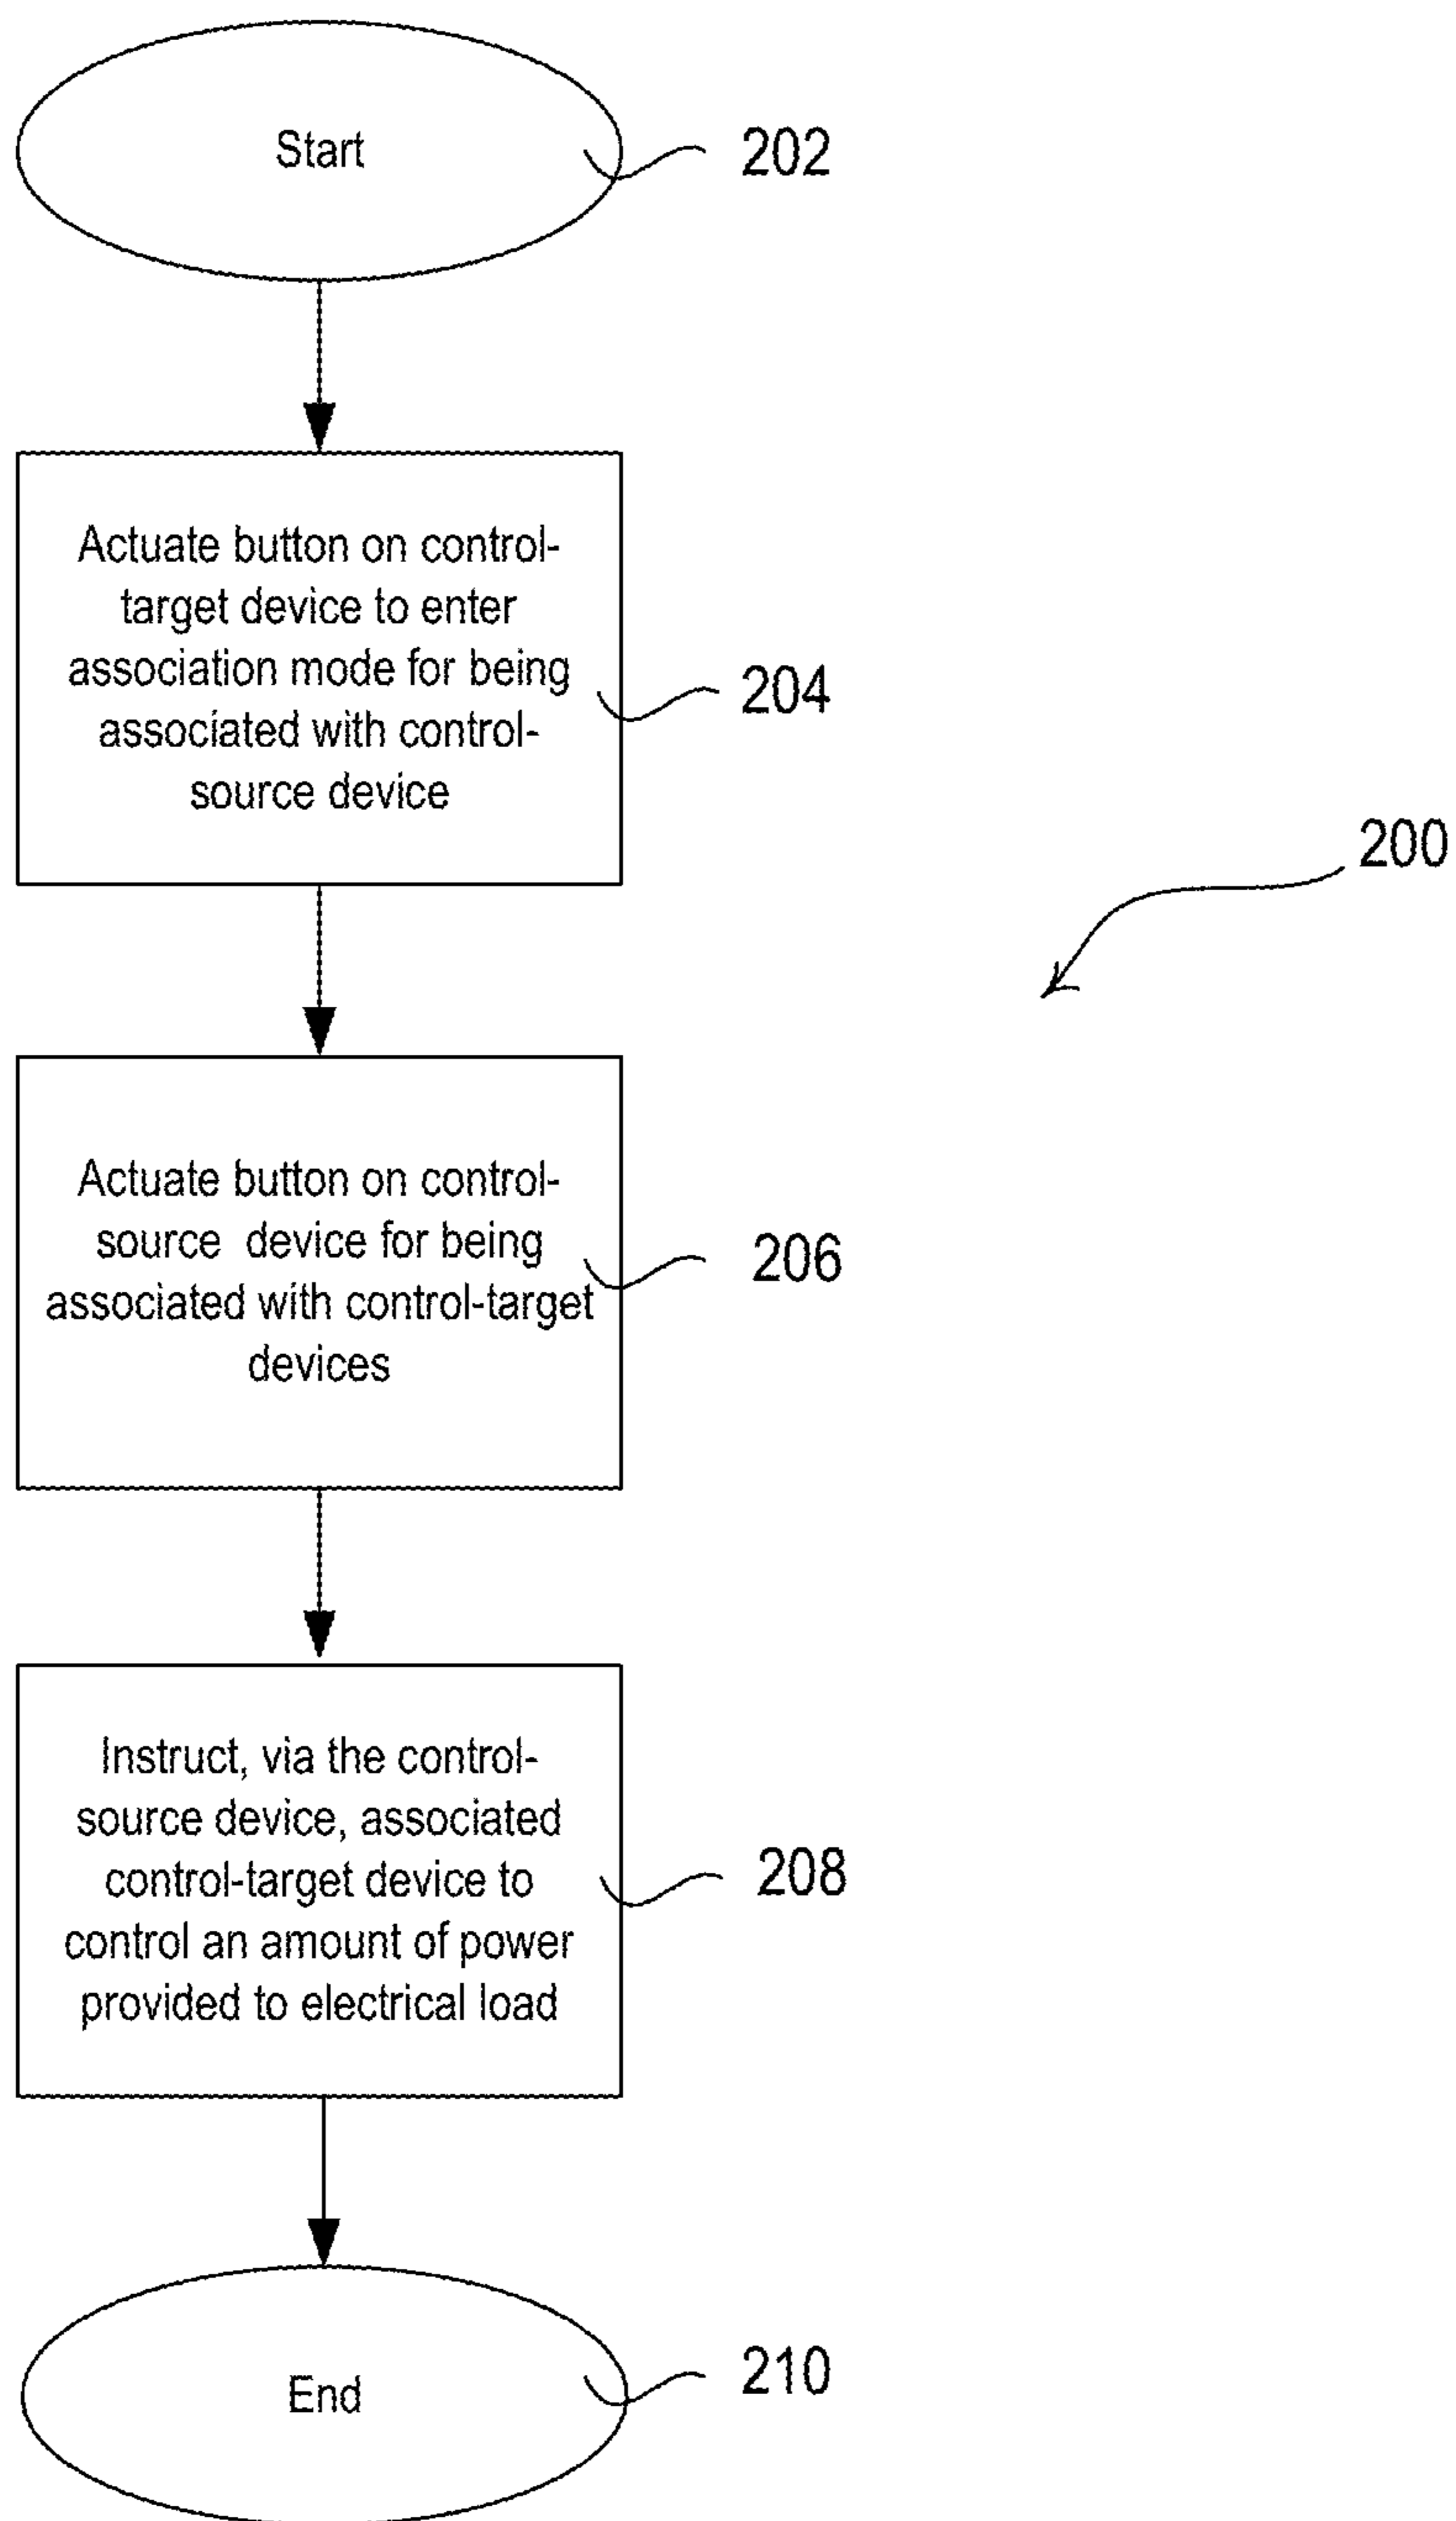 Start
202
Actuate button on control-
target device to enter
association mode for being
associated with control-
source device
204
200
Actuate button on control-
source  device for being
associated with control-target
devices
206
Instruct, via the control-
source device, associated
control-target device to
control an amount of power
provided to electrical load
208
End
210